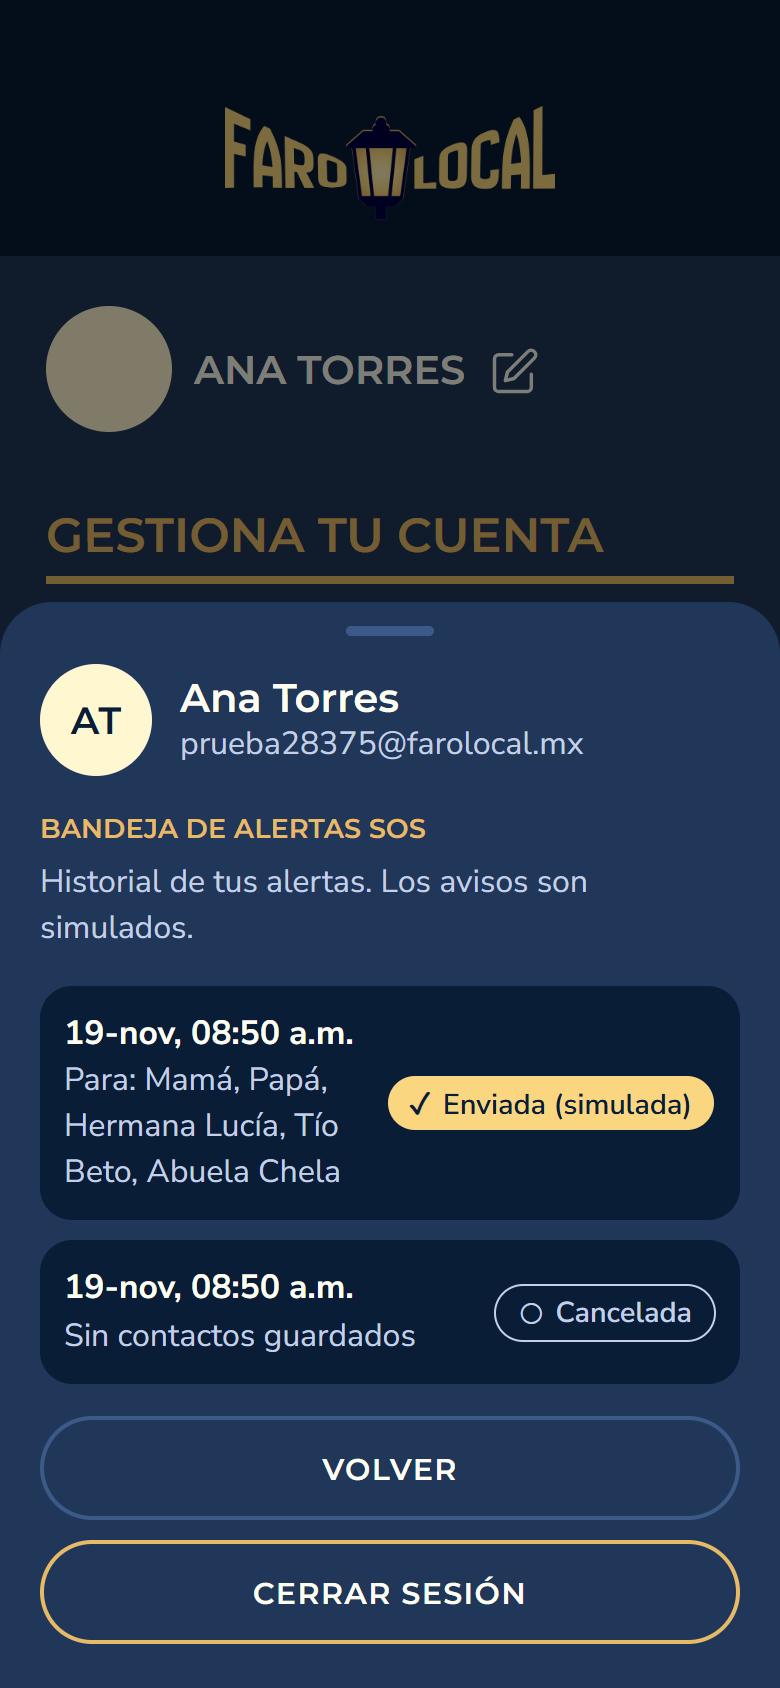 FARO LOCAL
ANA TORRES
GESTIONA TU CUENTA
AT
Ana Torres
prueba28375@farolocal.mx
BANDEJA DE ALERTAS SOS
Historial de tus alertas. Los avisos son
simulados.
19-nov, 08:50 a.m.
Para: Mamá, Papá,
Hermana Lucía, Tío
Beto, Abuela Chela
✓ Enviada (simulada)
19-nov, 08:50 a.m.
Sin contactos guardados
○ Cancelada
VOLVER
CERRAR SESIÓN